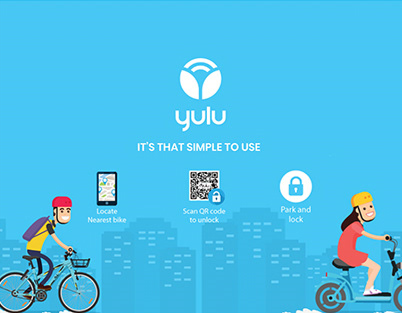 yulu
IT'S THAT SIMPLE TO USE
Locate
Nearest bike
Scan QR code
to unlock
Park and
lock